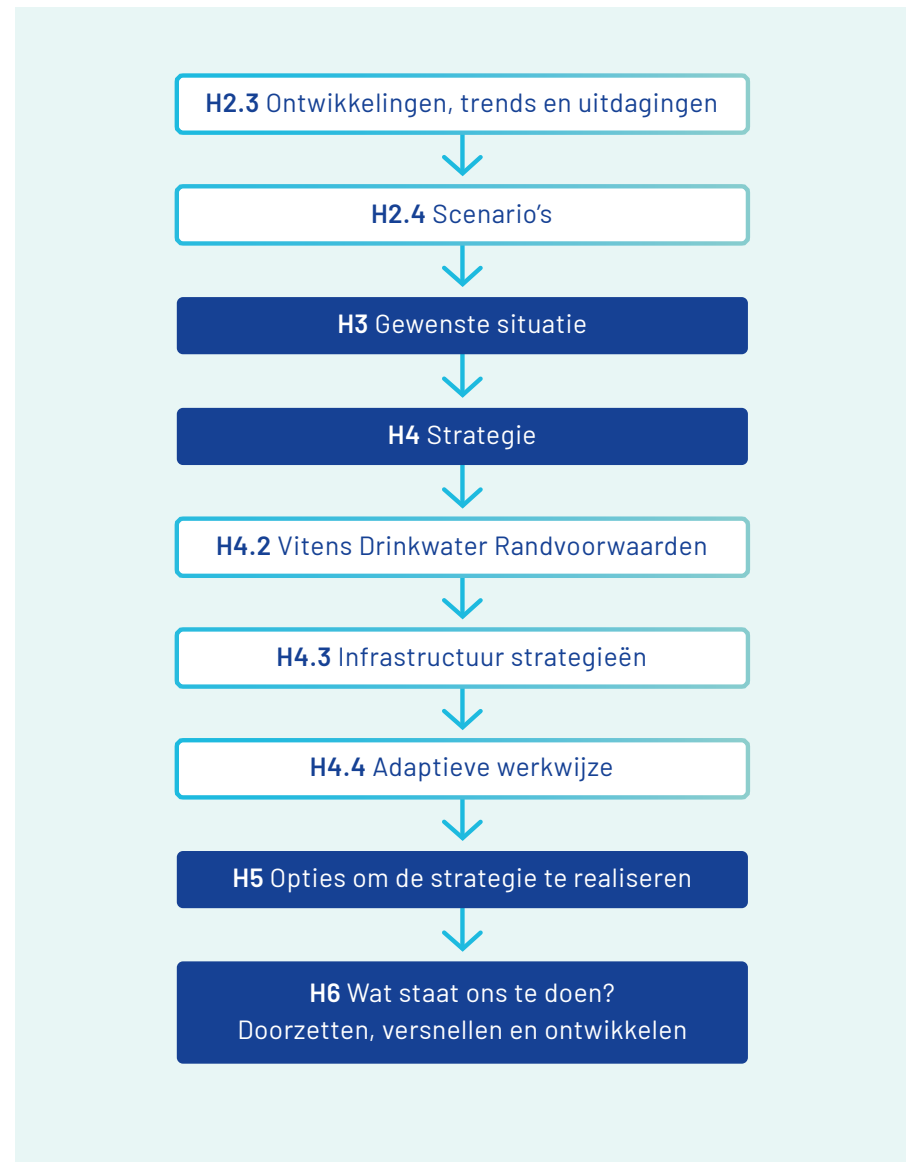 H2.3 Ontwikkelingen, trends en uitdagingen
H2.4 Scenario's
H3 Gewenste situatie
H4 Strategie
H4.2 Vitens Drinkwater Randvoorwaarden
H4.3 Infrastructuur strategieën
H4.4 Adaptieve werkwijze
H5 Opties om de strategie te realiseren
H6 Wat staat ons te doen?
Doorzetten, versnellen en ontwikkelen